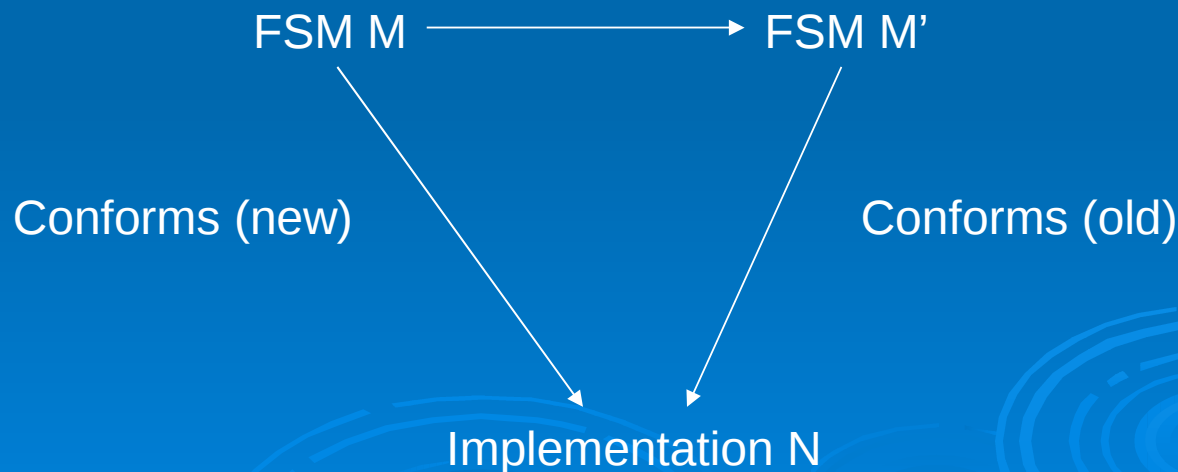 FSM M
FSM M’
Conforms (new)
Conforms (old)
Implementation N